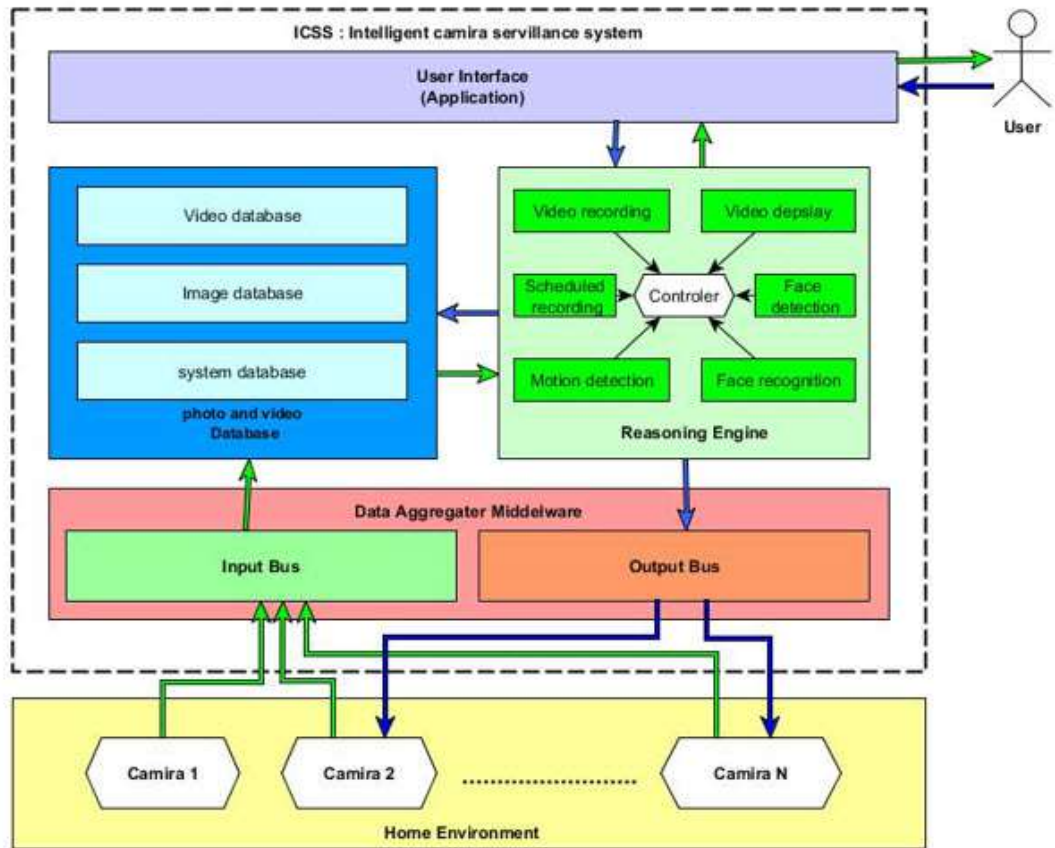 ICSS : Intelligent camira servillance system
User Interface
(Application)
User
Video database
Image database
system database
photo and video
Database
Video recording
Video depslay
Scheduled
recording
Controler
Face
detection
Motion detection
Face recognition
Reasoning Engine
Data Aggregater Middelware
Input Bus
Output Bus
Camira 1
Camira 2
........................
Camira N
Home Environment